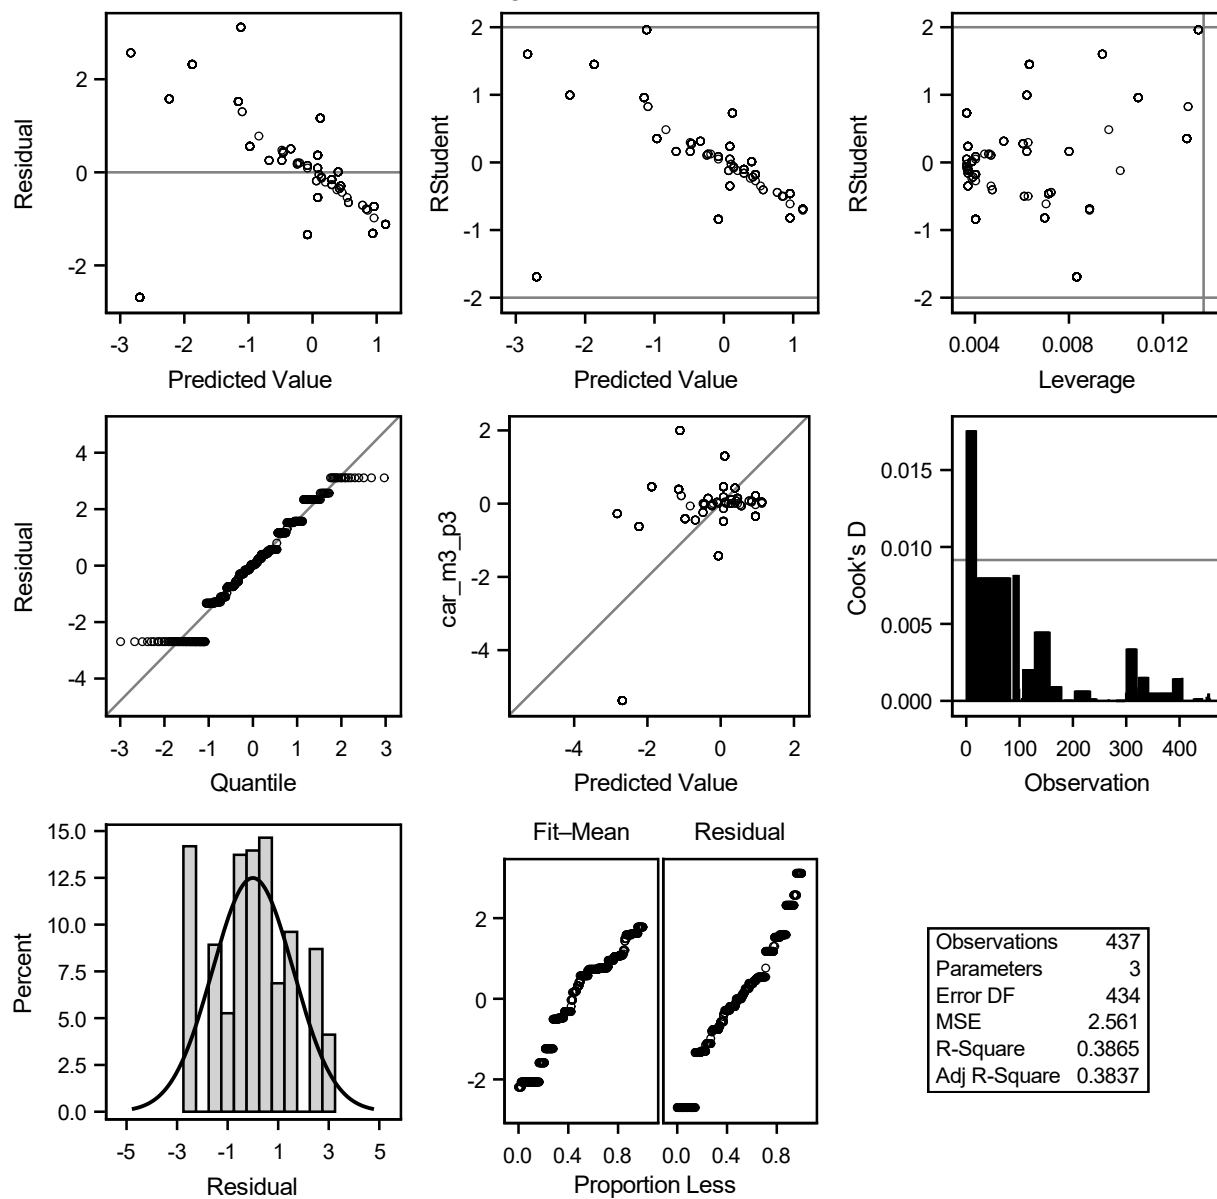 2
0
-2
Residual
-3 -2 -1 0 1
Predicted Value
2
1
0
-1
-2
RStudent
-3 -2 -1 0 1
Predicted Value
2
1
0
-1
-2
RStudent
0.004 0.008 0.012
Leverage
4
2
0
-2
-4
Residual
-3 -2 -1 0 1 2 3
Quantile
2
0
-2
-4
car_m3_p3
-4 -2 0 2
Predicted Value
0.015
0.010
0.005
0.000
Cook's D
0 100 200 300 400
Observation
15.0
12.5
10.0
7.5
5.0
2.5
0.0
Percent
-5 -3 -1 1 3 5
Residual
Fit–Mean Residual
2
0
-2
0.0 0.4 0.8 0.0 0.4 0.8
Proportion Less
Observations 437
Parameters 3
Error DF 434
MSE 2.561
R-Square 0.3865
Adj R-Square 0.3837